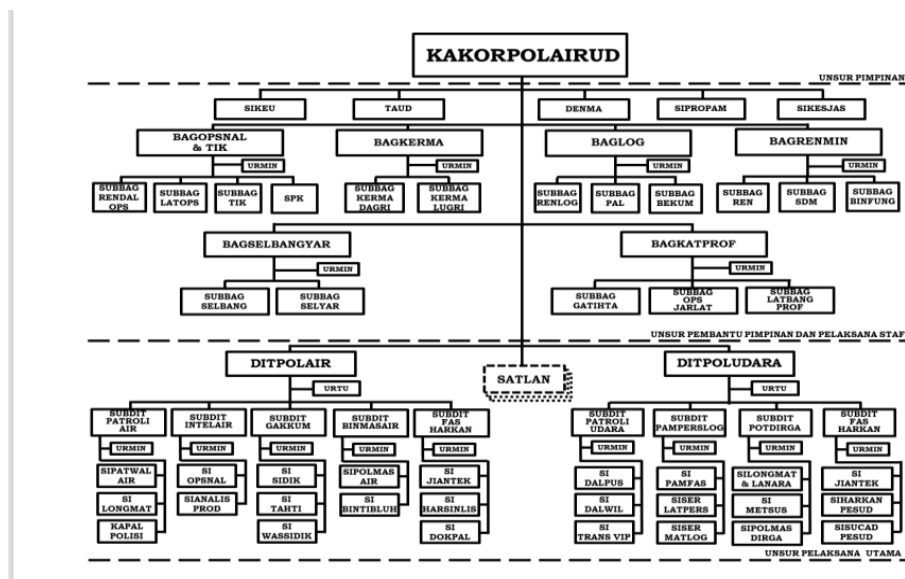 KAKORPOLAIRUD
UNSUR PIMPINAN
SIKEU
TAUD
DENMA
SIPROPAM
SIKESJAS
BAGOPSNAL
& TIK
BAGKERMA
BAGLOG
BAGRENMIN
URMIN
URMIN
URMIN
URMIN
SUBBAG
RENDAL
OPS
SUBBAG
LATOPS
SUBBAG
TIK
SPK
SUBBAG
KERMA
DAGRI
SUBBAG
KERMA
LUGRI
SUBBAG
RENLOG
SUBBAG
PAL
SUBBAG
BEKUM
SUBBAG
REN
SUBBAG
SDM
SUBBAG
BINFUNG
BAGSELBANGYAR
BAGKATPROF
URMIN
URMIN
SUBBAG
SELBANG
SUBBAG
SELYAR
SUBBAG
GATIHTA
SUBBAG
OPS
JARLAT
SUBBAG
LATBANG
PROF
UNSUR PEMBANTU PIMPINAN DAN PELAKSANA STAF
DITPOLAIR
SATLAN
DITPOLUDARA
URTU
URTU
SUBDIT
PATROLI
AIR
SUBDIT
INTELAIR
SUBDIT
GAKKUM
SUBDIT
BINMASAIR
SUBDIT
FAS
HARKAN
SUBDIT
PATROLI
UDARA
SUBDIT
PAMPERSLOG
SUBDIT
POTDIRGA
SUBDIT
FAS
HARKAN
URMIN
URMIN
URMIN
URMIN
URMIN
URMIN
URMIN
URMIN
URMIN
SIPATWAL
AIR
SI
OPSNAL
SI
SIDIK
SIPOLMAS
AIR
SI
JIANTEK
SI
DALPUS
SI
PAMFAS
SILONGMAT
& LANARA
SI
JIANTEK
SI
LONGMAT
SIANALIS
PROD
SI
TAHTI
SI
BINTIBLUH
SI
HARSINLIS
SI
DALWIL
SISER
LATPERS
SI
METSUS
SIHARKAN
PESUD
KAPAL
POLISI
SI
WASSIDIK
SI
DOKPAL
SI
TRANS VIP
SISER
MATLOG
SIPOLMAS
DIRGA
SISUCAD
PESUD
UNSUR PELAKSANA UTAMA